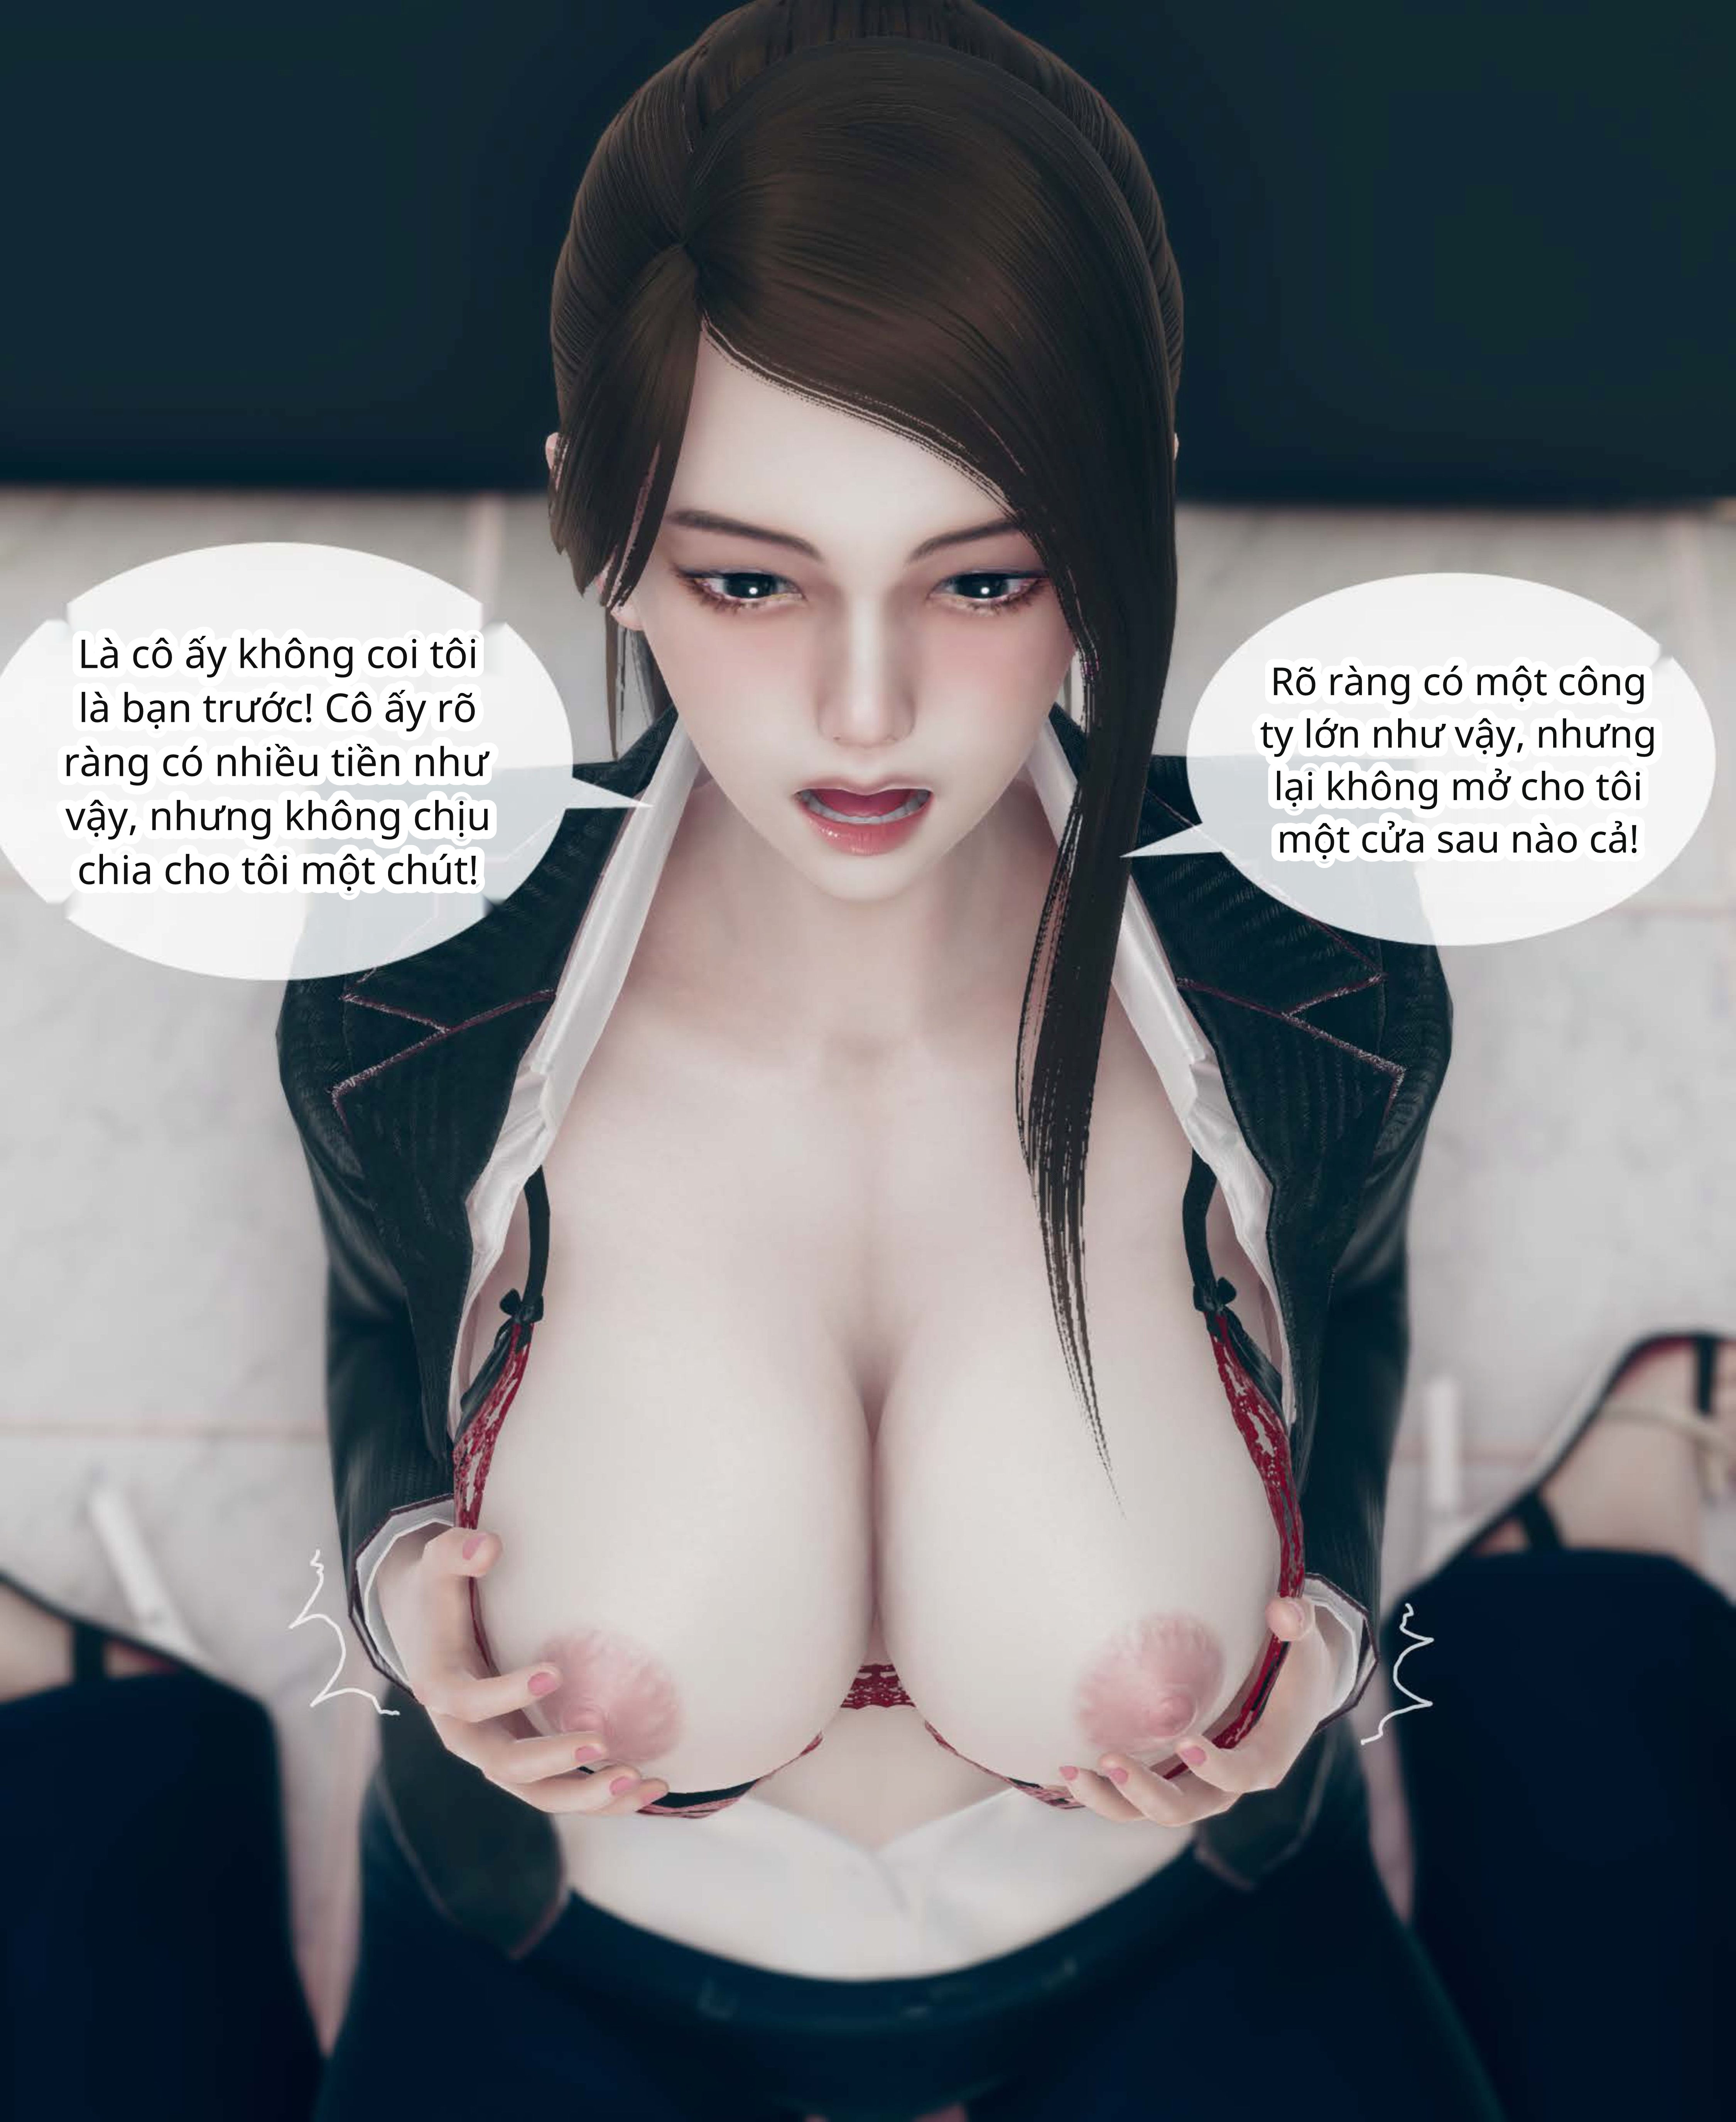 Là cô ấy không coi tôi
là bạn trước! Cô ấy rõ
ràng có nhiều tiền như
vậy, nhưng không chịu
chia cho tôi một chút!
Rõ ràng có một công
ty lớn như vậy, nhưng
lại không mở cho tôi
một cửa sau nào cả!